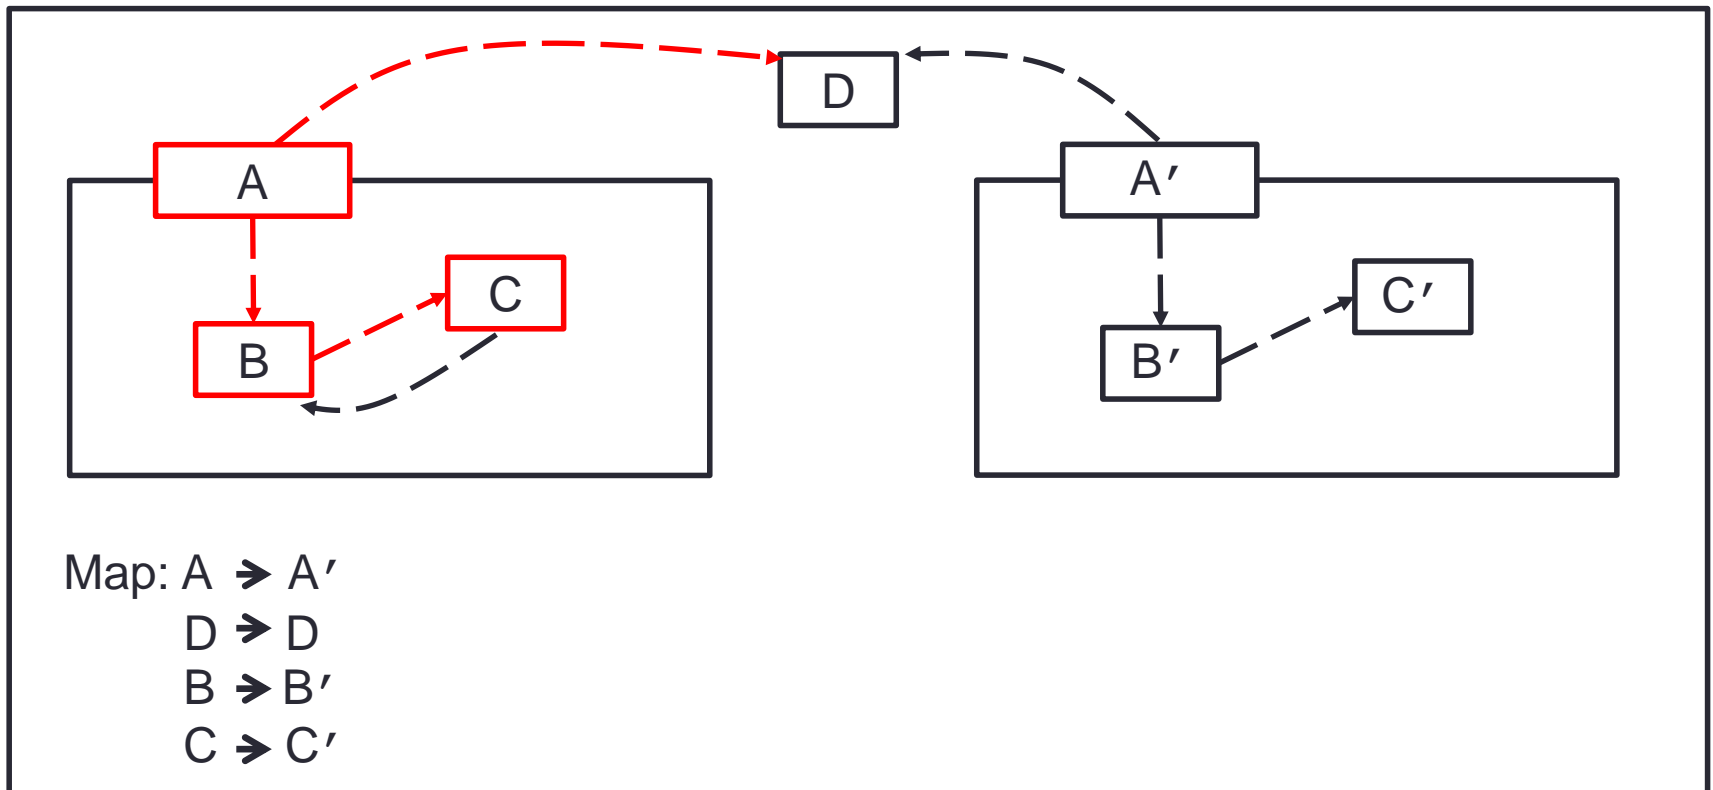 D
A
A′
C
C′
B
B′
Map: A ➔ A′
D ➔ D
B ➔ B′
C ➔ C′